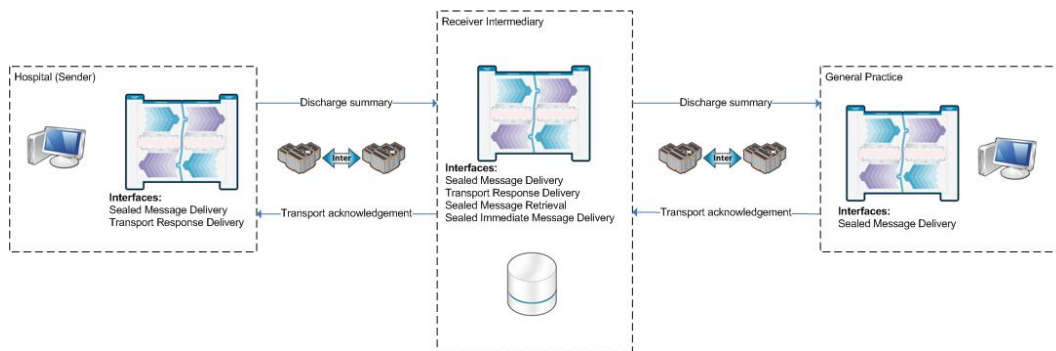 Receiver Intermediary
Hospital (Sender)
Discharge summary
Inter
Interfaces:
Sealed Message Delivery
Transport Response Delivery
Transport acknowledgement
Interfaces:
Sealed Message Delivery
Transport Response Delivery
Sealed Message Retrieval
Sealed Immediate Message Delivery
Discharge summary
Inter
Transport acknowledgement
General Practice
Interfaces:
Sealed Message Delivery